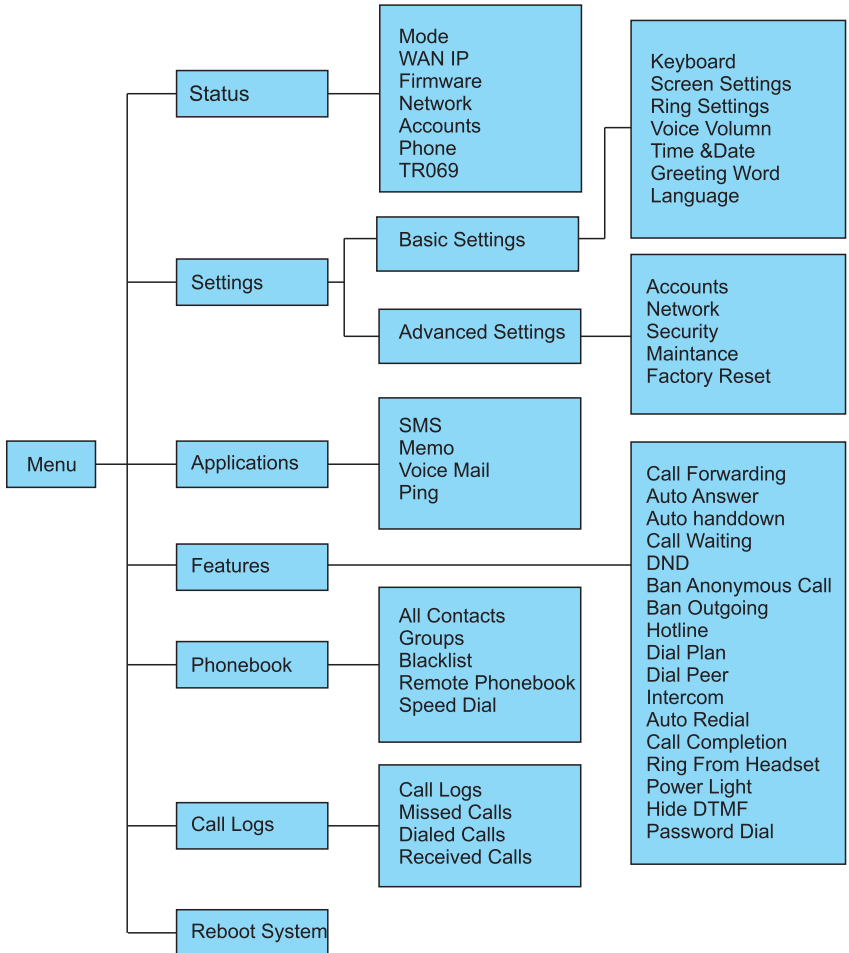 Menu
Status
Mode
WAN IP
Firmware
Network
Accounts
Phone
TR069
Settings
Basic Settings
Keyboard
Screen Settings
Ring Settings
Voice Volumn
Time &Date
Greeting Word
Language
Advanced Settings
Accounts
Network
Security
Maintance
Factory Reset
Applications
SMS
Memo
Voice Mail
Ping
Features
Call Forwarding
Auto Answer
Auto handdown
Call Waiting
DND
Ban Anonymous Call
Ban Outgoing
Hotline
Dial Plan
Dial Peer
Intercom
Auto Redial
Call Completion
Ring From Headset
Power Light
Hide DTMF
Password Dial
Phonebook
All Contacts
Groups
Blacklist
Remote Phonebook
Speed Dial
Call Logs
Call Logs
Missed Calls
Dialed Calls
Received Calls
Reboot System